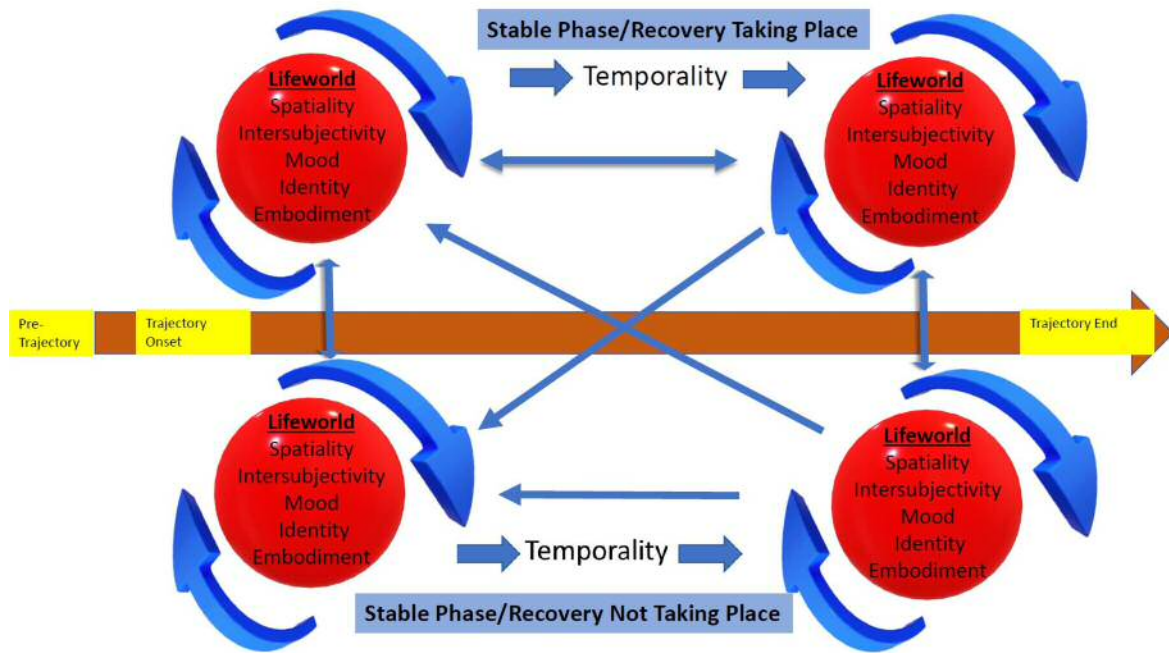 Stable Phase/Recovery Taking Place
Temporality
Lifeworld
Spatiality
Intersubjectivity
Mood
Identity
Embodiment
Lifeworld
Spatiality
Intersubjectivity
Mood
Identity
Embodiment
Pre-
Trajectory
Trajectory
Onset
Trajectory End
Lifeworld
Spatiality
Intersubjectivity
Mood
Identity
Embodiment
Lifeworld
Spatiality
Intersubjectivity
Mood
Identity
Embodiment
Temporality
Stable Phase/Recovery Not Taking Place